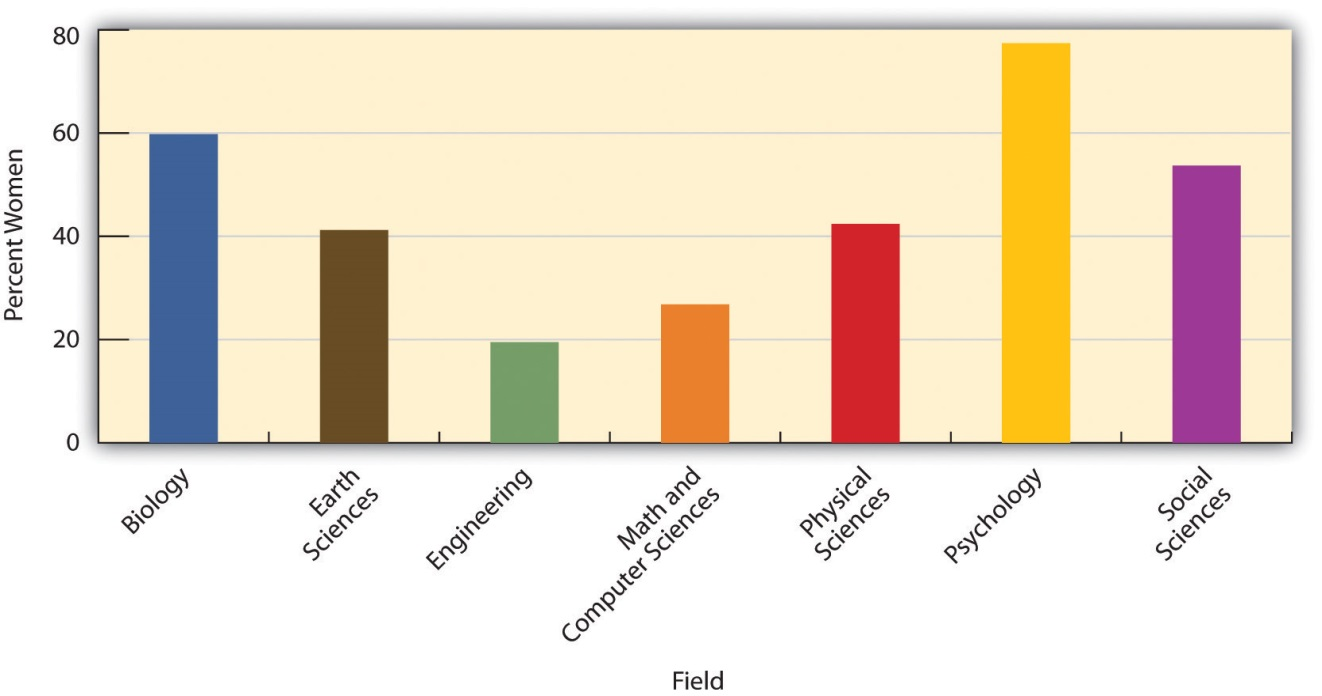 80
60
40
20
0
Percent Women
Biology
Earth
Sciences
Engineering
Math and
Computer Sciences
Physical
Sciences
Psychology
Social
Sciences
Field